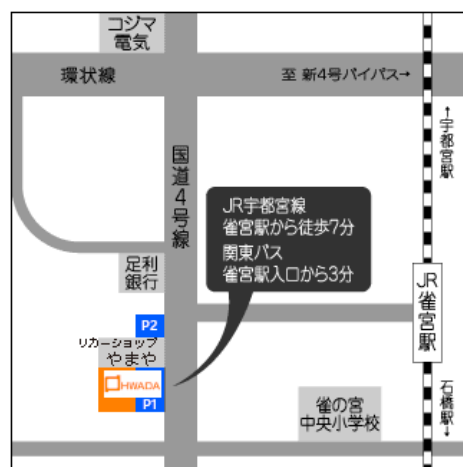 コジマ
電気
環状線
至 新4号バイパス→
←宇都宮駅
国道4号線
JR宇都宮線
雀宮駅から徒歩7分
関東バス
雀宮駅入口から3分
足利
銀行
JR雀宮駅
P2
リカーショップ
やまや
OHWADA
P1
雀の宮
中央小学校
石橋駅→